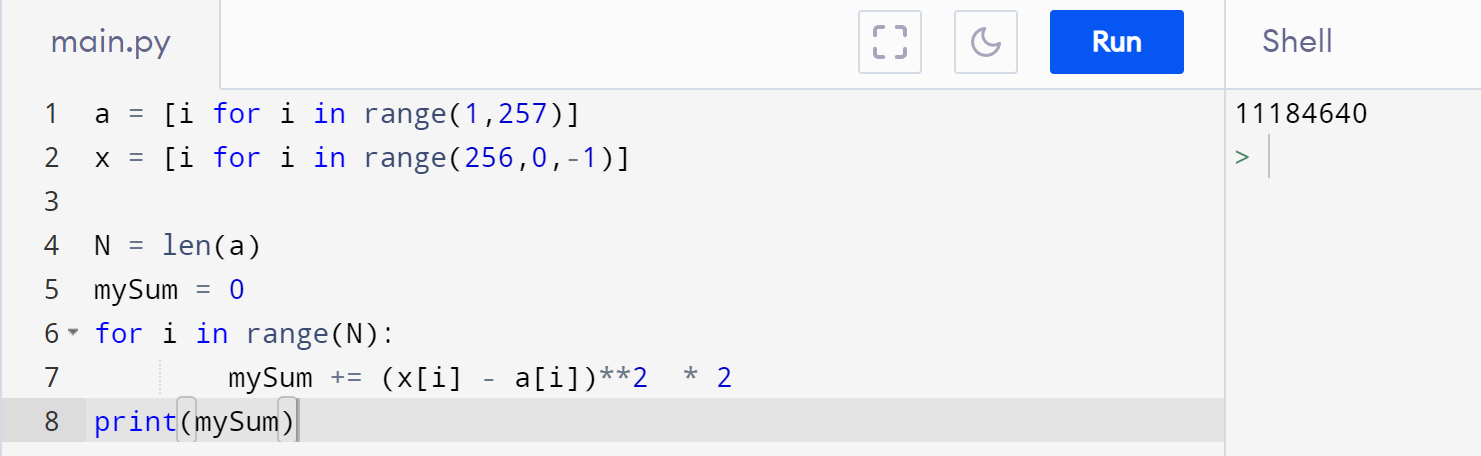 main.py Run Shell
1 a = [i for i in range(1,257)]
2 x = [i for i in range(256,0,-1)]
3
4 N = len(a)
5 mySum = 0
6 for i in range(N):
7         mySum += (x[i] - a[i])**2  * 2
8 print(mySum)
11184640
>